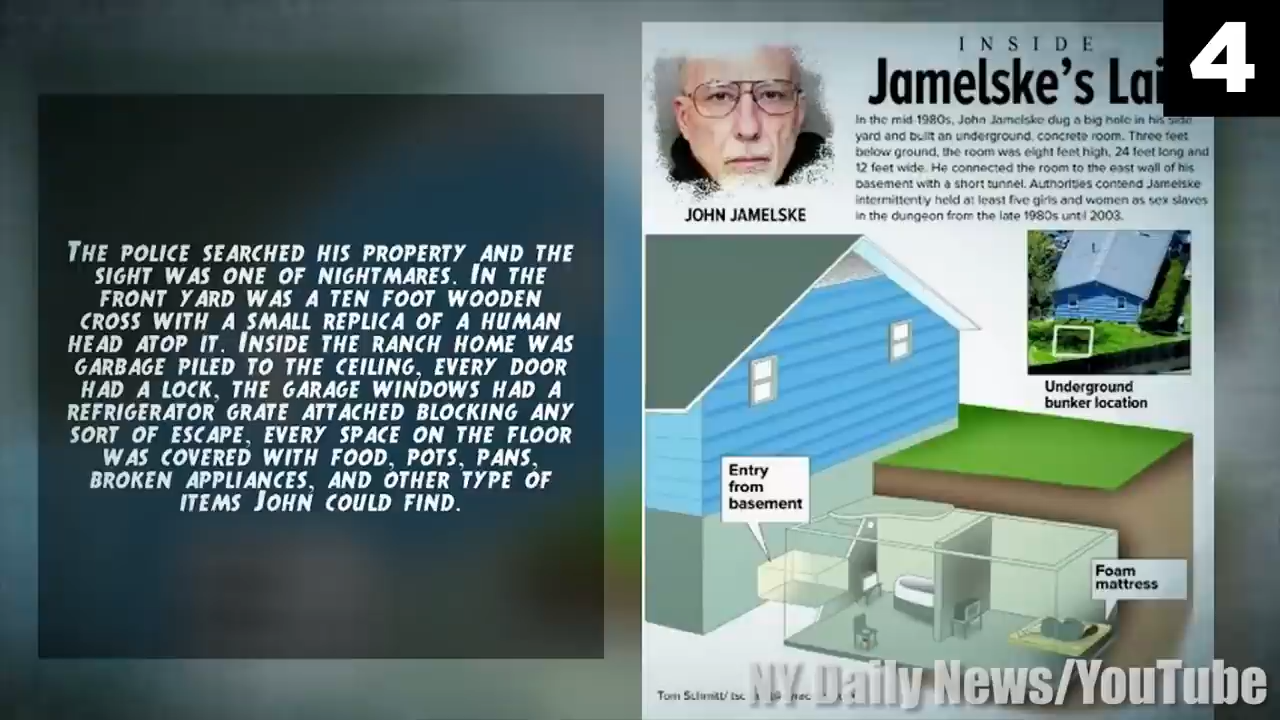 4
THE POLICE SEARCHED HIS PROPERTY AND THE
SIGHT WAS ONE OF NIGHTMARES. IN THE
FRONT YARD WAS A TEN FOOT WOODEN
CROSS WITH A SMALL REPLICA OF A HUMAN
HEAD ATOP IT. INSIDE THE RANCH HOME WAS
GARBAGE PILED TO THE CEILING, EVERY DOOR
HAD A LOCK, THE GARAGE WINDOWS HAD A
REFRIGERATOR GRATE ATTACHED BLOCKING ANY
SORT OF ESCAPE, EVERY SPACE ON THE FLOOR
WAS COVERED WITH FOOD, POTS, PANS,
BROKEN APPLIANCES, AND OTHER TYPE OF
ITEMS JOHN COULD FIND.
INSIDE
Jamelske's
In the mid-1980s, John Jamelske dug a big hole in his side
yard and built an underground, concrete room. Three feet
below ground, the room was eight feet high, 24 feet long and
12 feet wide. He connected the room to the east wall of his
basement with a short tunnel. Authorities contend Jamelske
intermittently held at least five girls and women as sex slaves
in the dungeon from the late 1980s until 2003.
JOHN JAMELSKE
Underground
bunker location
Entry
from
basement
Foam
mattress
Tom Schmitt/
NY Daily News/YouTube